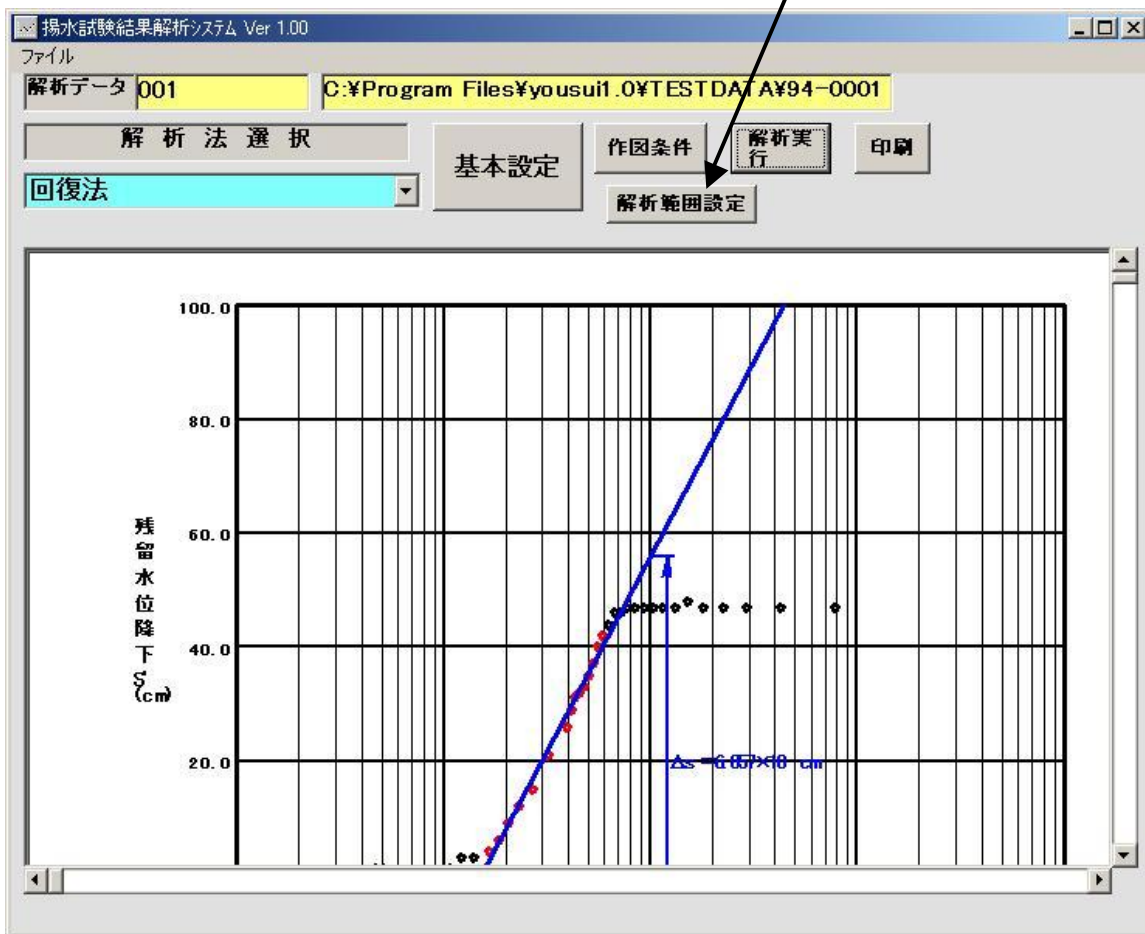 揚水試験結果解析システム Ver 1.00
ファイル
解析データ 001 C:¥Program Files¥yousui1.0¥TESTDATA¥94-0001
解析法選択
回復法
基本設定
作図条件
解析実行
印刷
解析範囲設定
100.0
80.0
60.0
40.0
20.0
残留水位降下S'(cm)